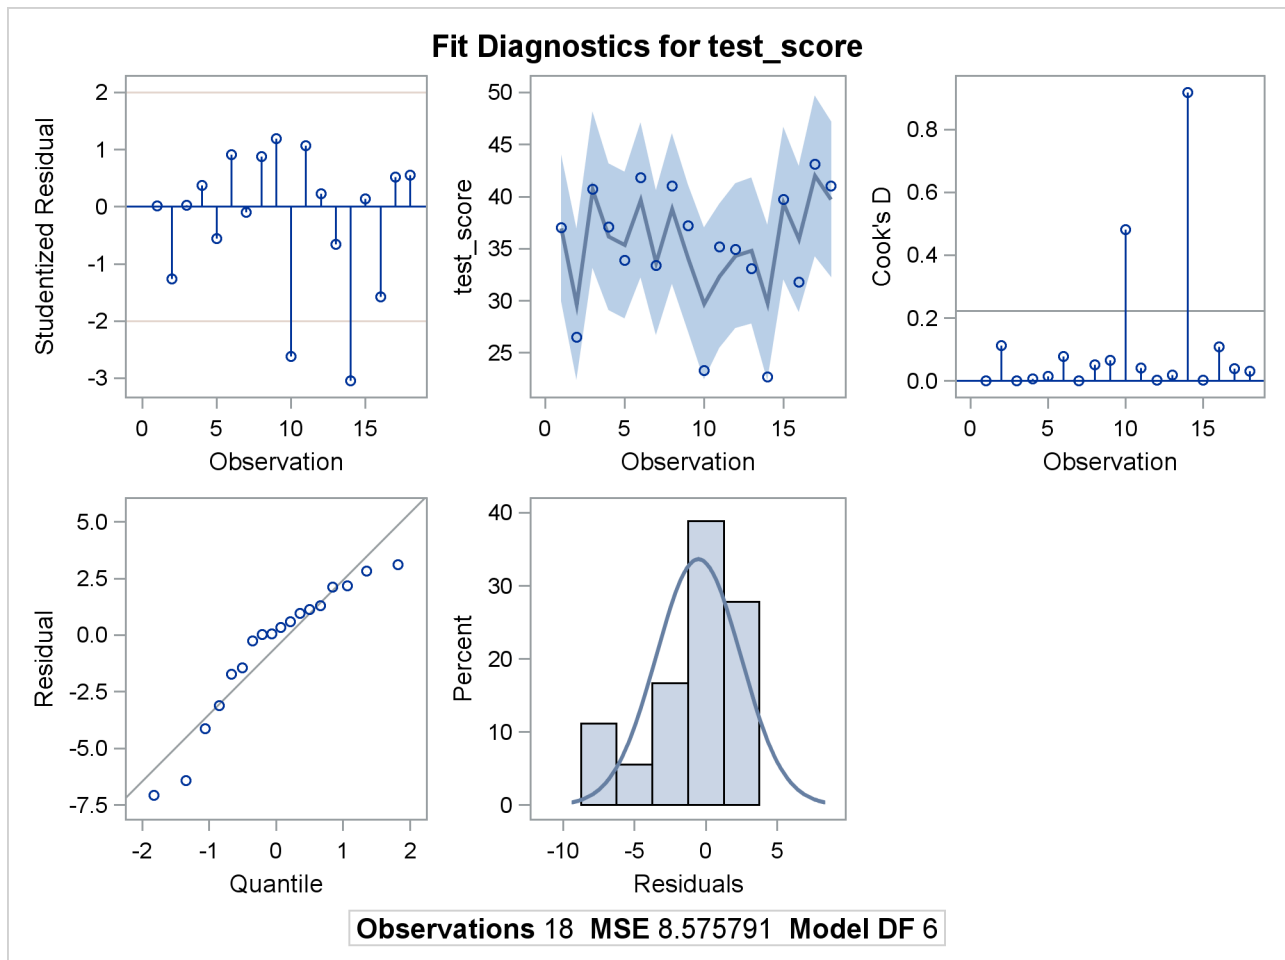 Fit Diagnostics for test_score
Studentized Residual
2
1
0
-1
-2
-3
0 5 10 15
Observation
test_score
50
45
40
35
30
25
0 5 10 15
Observation
Cook's D
0.8
0.6
0.4
0.2
0.0
0 5 10 15
Observation
Residual
5.0
2.5
0.0
-2.5
-5.0
-7.5
-2 -1 0 1 2
Quantile
Percent
40
30
20
10
0
-10 -5 0 5
Residuals
Observations 18 MSE 8.575791 Model DF 6